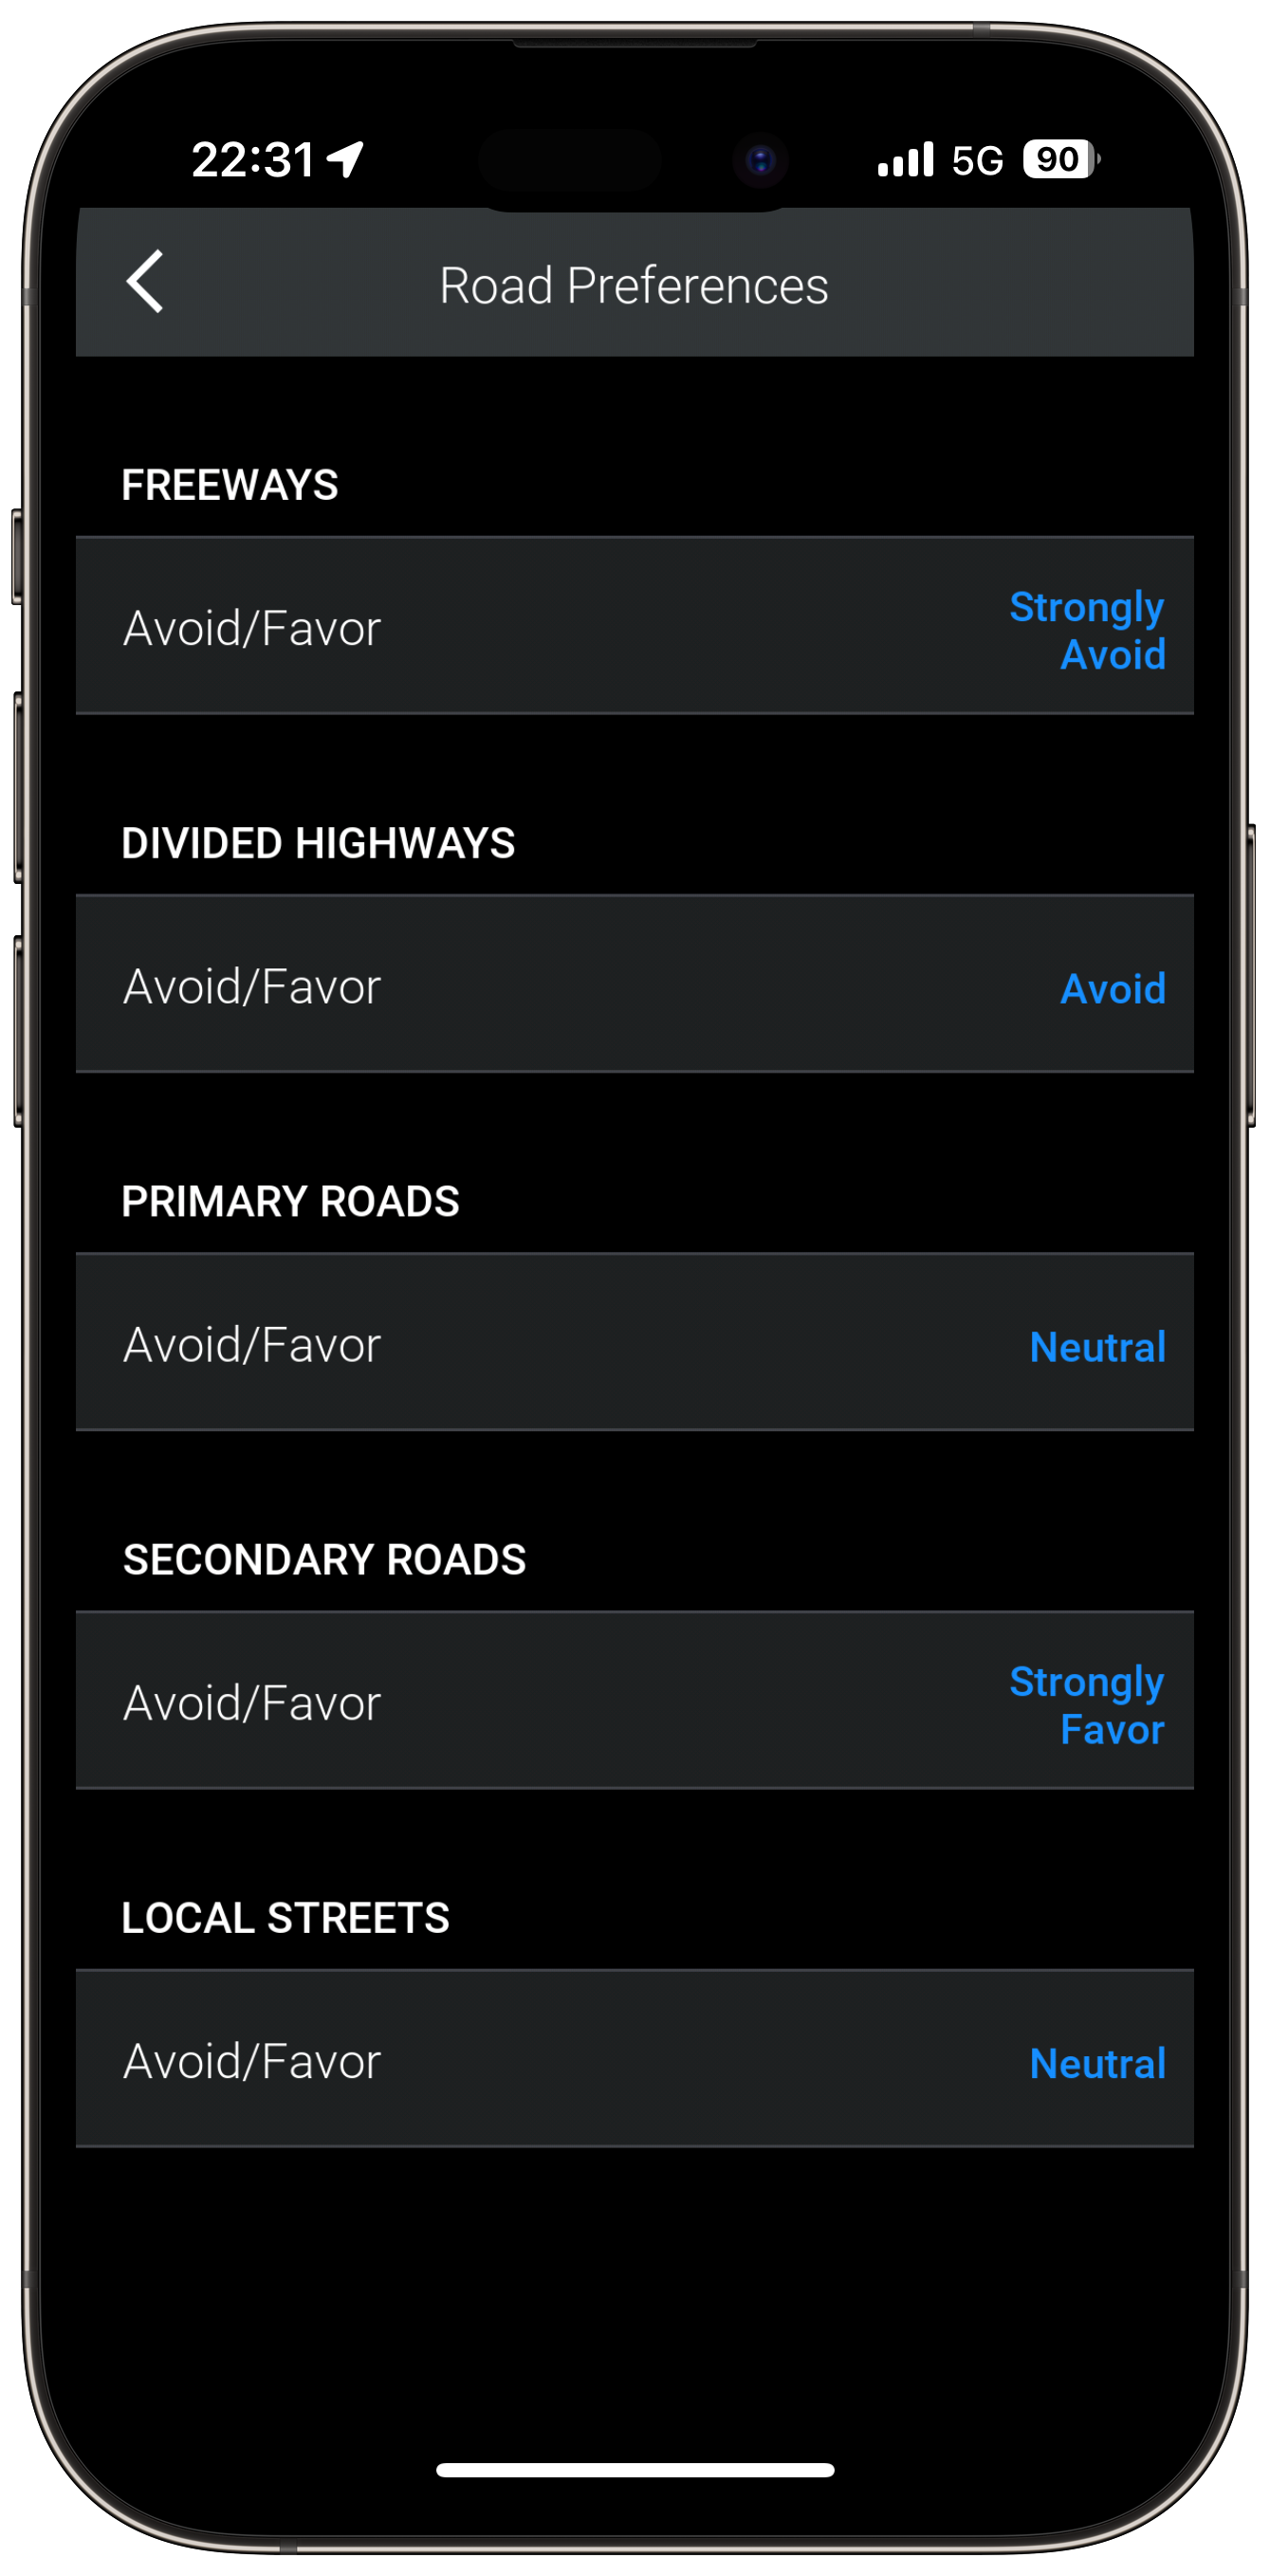 22:31 5G 90
Road Preferences
FREEWAYS
Avoid/Favor
Strongly
Avoid
DIVIDED HIGHWAYS
Avoid/Favor Avoid
PRIMARY ROADS
Avoid/Favor Neutral
SECONDARY ROADS
Avoid/Favor
Strongly
Favor
LOCAL STREETS
Avoid/Favor Neutral